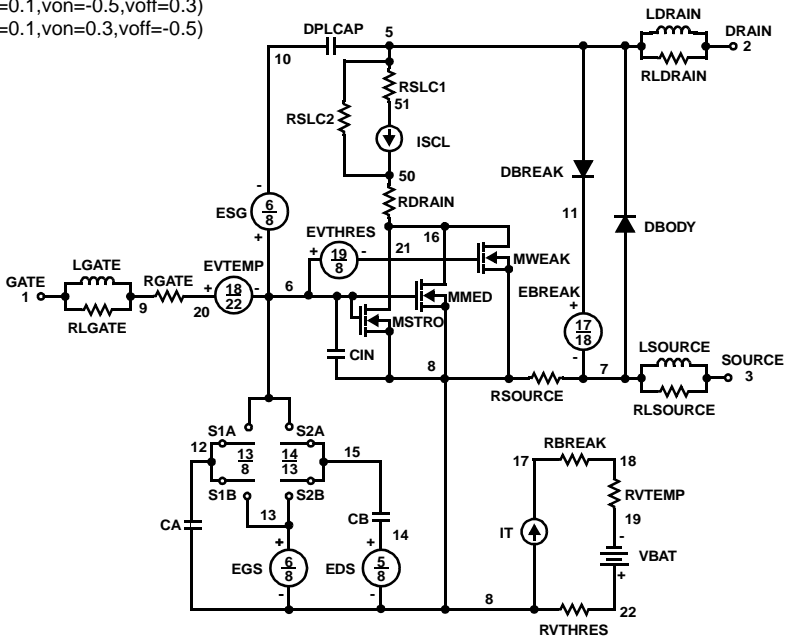 =0.1,von=-0.5,voff=0.3)
=0.1,von=0.3,voff=-0.5)
LDRAIN
DPLCAP 5 DRAIN
10 2
RSLC1 RLDRAIN
51
RSLC2
ISCL
50
DBREAK
RDRAIN
-
ESG 6
8
11
DBODY
+
EVTHRES
16
+ 19 - 21
8
MWEAK
LGATE EVTEMP
GATE RGATE + 18 - 6 MMED EBREAK
1 22 +
9 20 MSTRO
RLGATE 17
18
LSOURCE
CIN - SOURCE
8 7 3
RSOURCE
RLSOURCE
S1A S2A
12 13 14 15
8 13
RBREAK
17 18
S1B S2B
RVTEMP
13 CB 19
CA 14 IT -
+ + VBAT
EGS 6 EDS 5 +
8 8
- - 8 22
RVTHRES